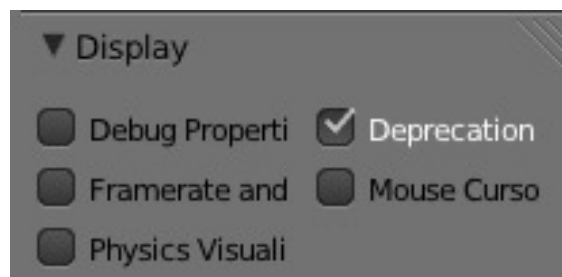 Display
Debug Properti Deprecation
Framerate and Mouse Curso
Physics Visuali